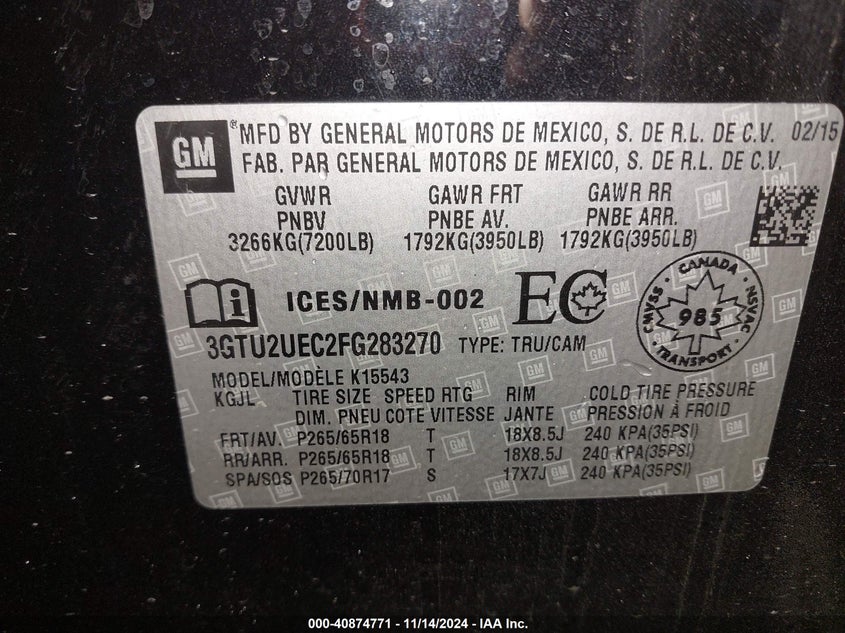 GM
® MFD BY GENERAL MOTORS DE MEXICO, S. DE R.L. DE C.V. 02/15
FAB. PAR GENERAL MOTORS DE MEXICO, S. DE R.L. DE C.V.
GVWR GAWR FRT GAWR RR
PNBV PNBE AV. PNBE ARR.
3266KG(7200LB) 1792KG(3950LB) 1792KG(3950LB)
i ICES/NMB-002 EC
CANADA
CMVSS 985 NSVAC
TRANSPORT
3GTU2UEC2FG283270 TYPE: TRU/CAM
MODEL/MODÈLE K15543
KGJL TIRE SIZE SPEED RTG RIM COLD TIRE PRESSURE
DIM. PNEU COTE VITESSE JANTE PRESSION À FROID
FRT/AV. P265/65R18 T 18X8.5J 240 KPA(35PSI)
RR/ARR. P265/65R18 T 18X8.5J 240 KPA(35PSI)
SPA/SOS P265/70R17 S 17X7J 240 KPA(35PSI)
000-40874771 - 11/14/2024 - IAA Inc.